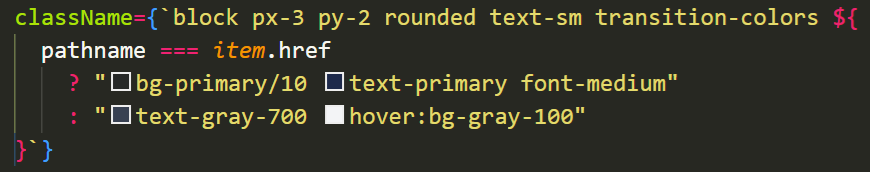 className={`block px-3 py-2 rounded text-sm transition-colors ${
pathname === item.href
? "bg-primary/10 text-primary font-medium"
: "text-gray-700 hover:bg-gray-100"
}`}